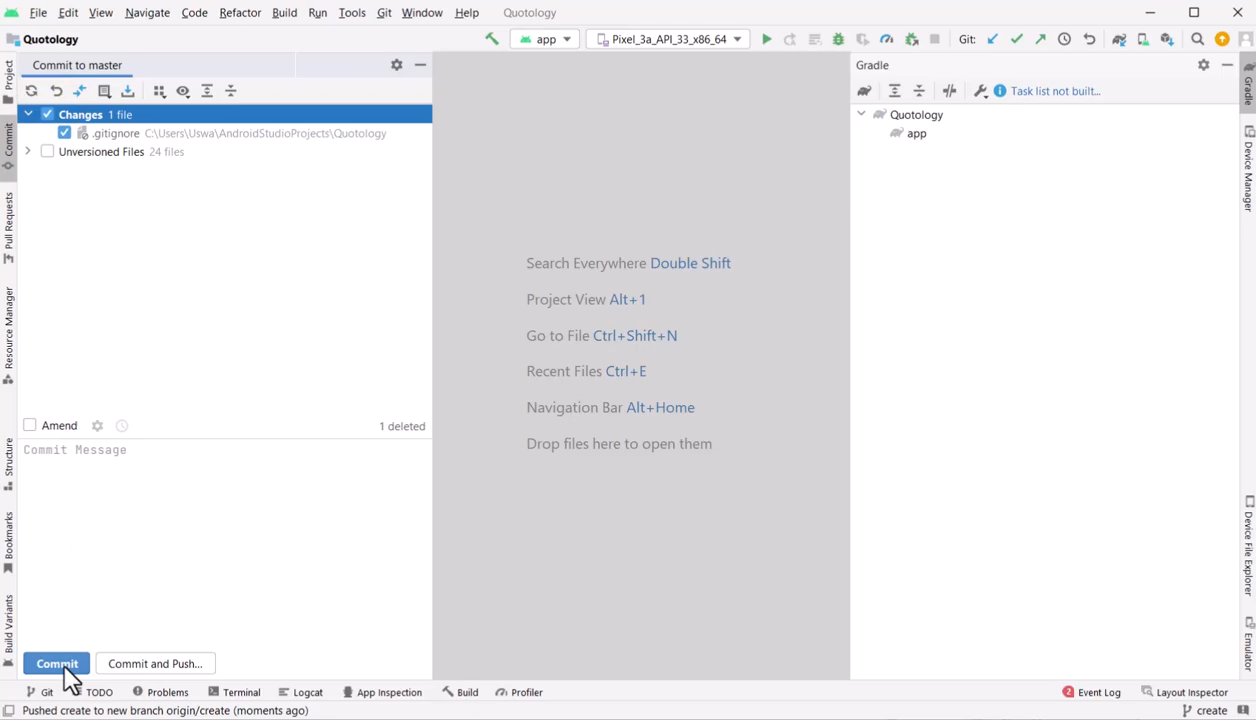 File Edit View Navigate Code Refactor Build Run Tools Git Window Help Quotology
Quotology app Pixel_3a_API_33_x86_64 Git:
Commit to master
Gradle
Task list not built...
Changes 1 file
.gitignore C:\Users\Uswa\AndroidStudioProjects\Quotology
Unversioned Files 24 files
Quotology
app
Search Everywhere Double Shift
Project View Alt+1
Go to File Ctrl+Shift+N
Recent Files Ctrl+E
Navigation Bar Alt+Home
Drop files here to open them
Amend 1 deleted
Commit Message
Commit Commit and Push...
Project
Commit
Pull Requests
Resource Manager
Structure
Bookmarks
Build Variants
Gradle
Device Manager
Device File Explorer
Emulator
Git TODO Problems Terminal Logcat App Inspection Build Profiler 2 Event Log Layout Inspector
Pushed create to new branch origin/create (moments ago) create